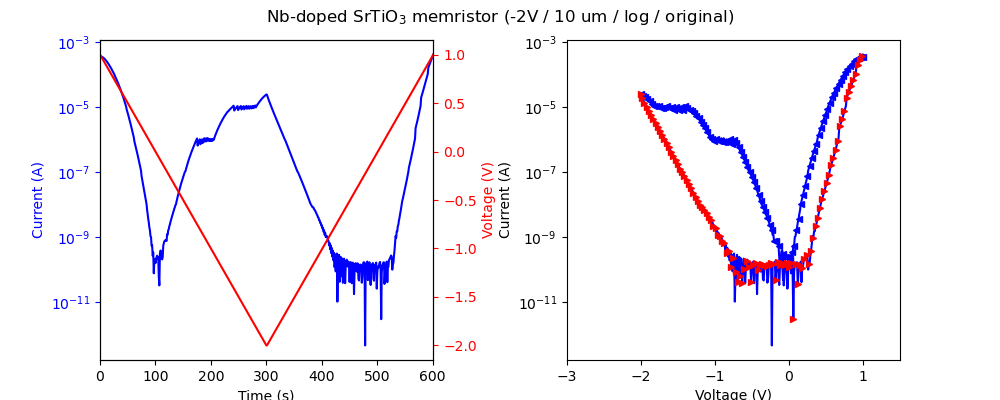 Nb-doped SrTiO₃ memristor (-2V / 10 um / log / original)
Current (A)
10⁻³
10⁻⁵
10⁻⁷
10⁻⁹
10⁻¹¹
0 100 200 300 400 500 600
Time (s)
1.0
0.5
0.0
−0.5
−1.0
−1.5
−2.0
Voltage (V)
Current (A)
10⁻³
10⁻⁵
10⁻⁷
10⁻⁹
10⁻¹¹
−3 −2 −1 0 1
Voltage (V)